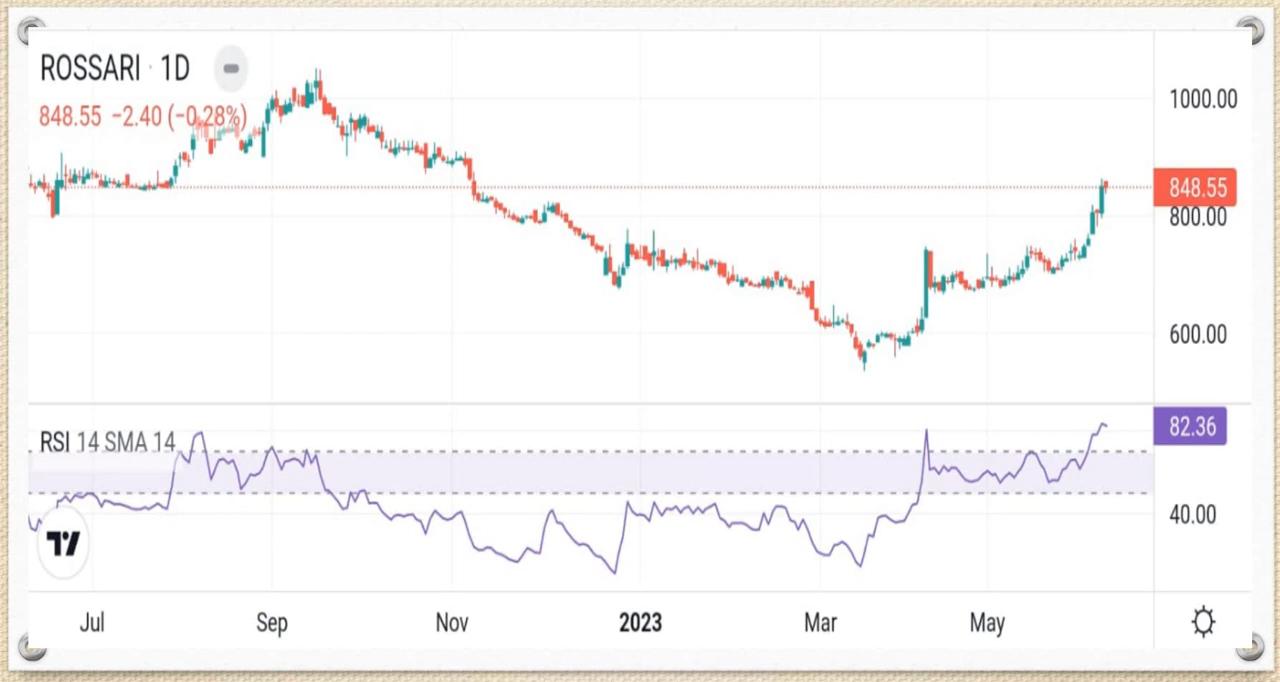 ROSSARI · 1D
848.55 −2.40 (−0.28%)
1000.00
848.55
800.00
600.00
RSI 14 SMA 14
82.36
40.00
Jul Sep Nov 2023 Mar May